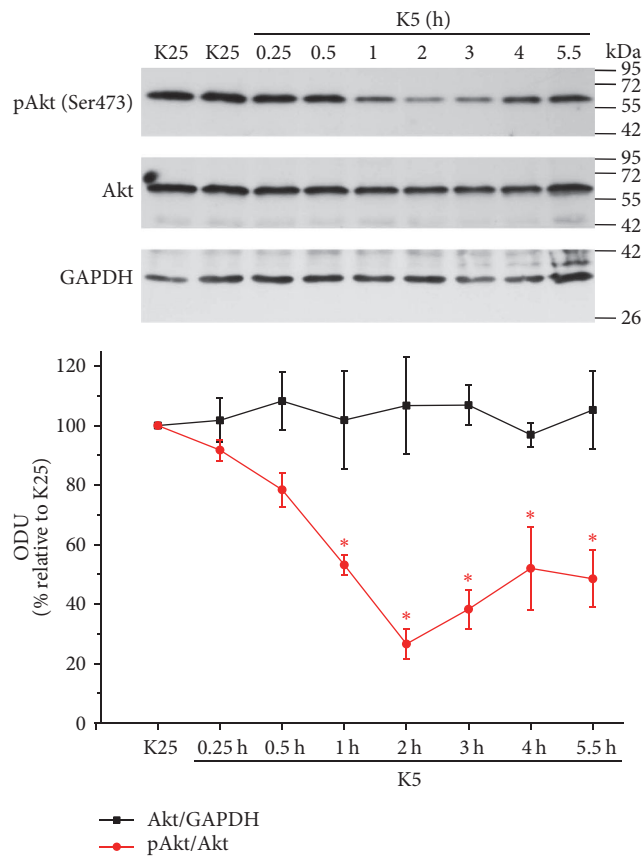 K5 (h)
K25 K25 0.25 0.5 1 2 3 4 5.5 kDa
pAkt (Ser473)
95
72
55
42
Akt
95
72
55
42
GAPDH
42
26
120
100
80
60
40
20
0
ODU
(% relative to K25)
*
*
*
*
*
K25 0.25 h 0.5 h 1 h 2 h 3 h 4 h 5.5 h
K5
Akt/GAPDH
pAkt/Akt